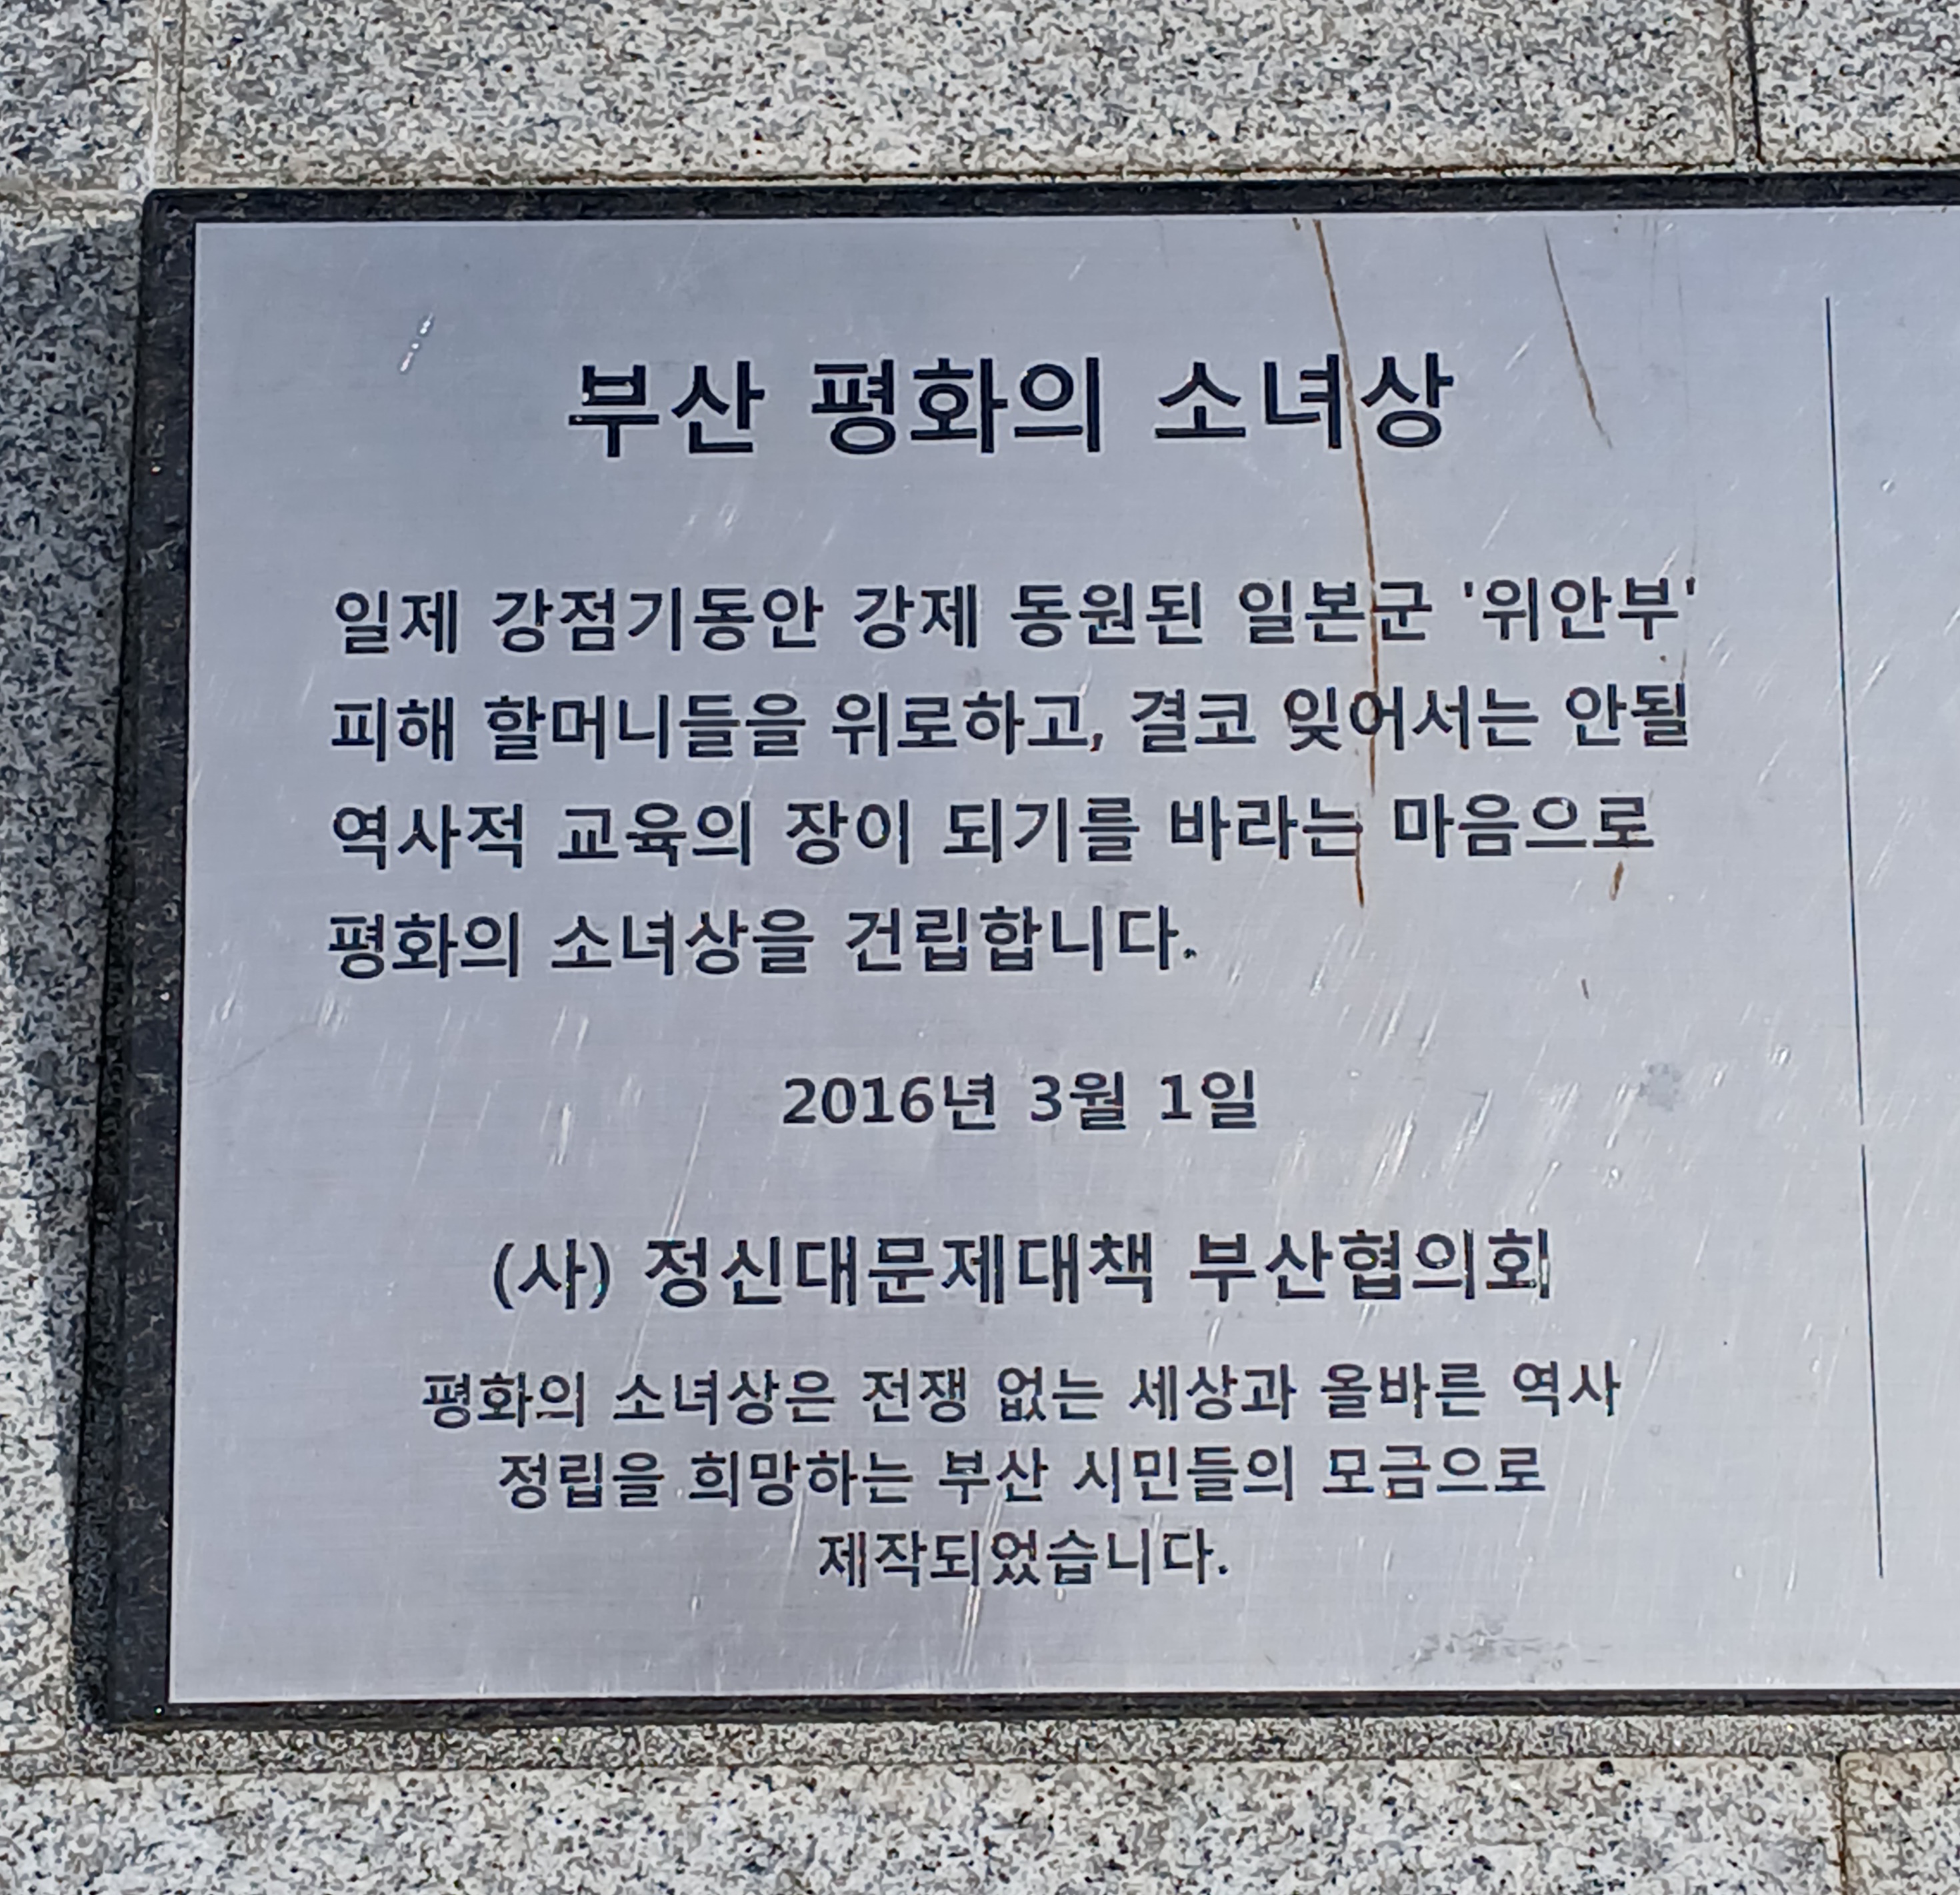 부산 평화의 소녀상
일제 강점기동안 강제 동원된 일본군 '위안부'
피해 할머니들을 위로하고, 결코 잊어서는 안될
역사적 교육의 장이 되기를 바라는 마음으로
평화의 소녀상을 건립합니다.
2016년 3월 1일
(사) 정신대문제대책 부산협의회
평화의 소녀상은 전쟁 없는 세상과 올바른 역사
정립을 희망하는 부산 시민들의 모금으로
제작되었습니다.